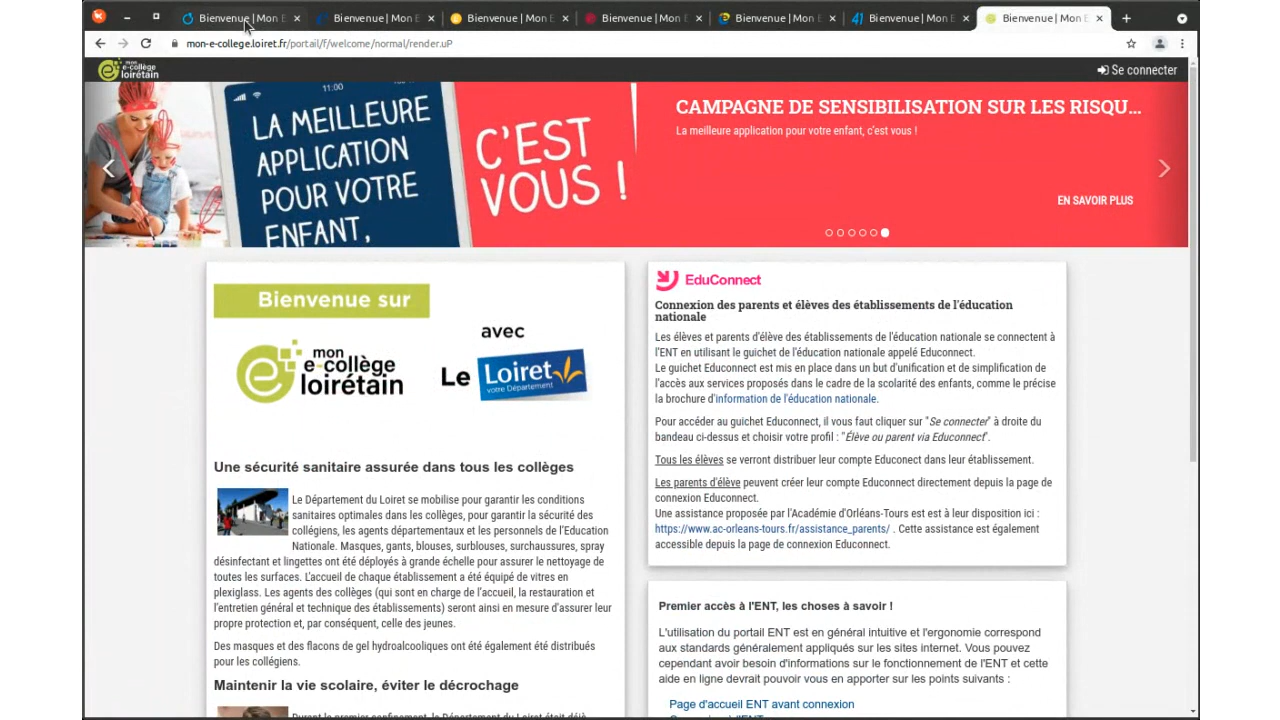 Bienvenue | Mon E
Bienvenue | Mon E
Bienvenue | Mon E
Bienvenue | Mon E
Bienvenue | Mon E
Bienvenue | Mon E
Bienvenue | Mon E
mon-e-college.loiret.fr/portail/f/welcome/normal/render.uP
mon
e-collège
loirétain
Se connecter
11:00
LA MEILLEURE
APPLICATION
POUR VOTRE
ENFANT,
C'EST
VOUS !
CAMPAGNE DE SENSIBILISATION SUR LES RISQU...
La meilleure application pour votre enfant, c'est vous !
EN SAVOIR PLUS
Bienvenue sur
mon
e-collège
loirétain
avec
Le Loiret
votre Département
Une sécurité sanitaire assurée dans tous les collèges
Le Département du Loiret se mobilise pour garantir les conditions
sanitaires optimales dans les collèges, pour garantir la sécurité des
collégiens, les agents départementaux et les personnels de l'Education
Nationale. Masques, gants, blouses, surblouses, surchaussures, spray
désinfectant et lingettes ont été déployés à grande échelle pour assurer le nettoyage de
toutes les surfaces. L'accueil de chaque établissement a été équipé de vitres en
plexiglass. Les agents des collèges (qui sont en charge de l'accueil, la restauration et
l'entretien général et technique des établissements) seront ainsi en mesure d'assurer leur
propre protection et, par conséquent, celle des jeunes.
Des masques et des flacons de gel hydroalcooliques ont été également été distribués
pour les collégiens.
Maintenir la vie scolaire, éviter le décrochage
Durant le premier confinement, le Département du Loiret était déjà
EduConnect
Connexion des parents et élèves des établissements de l'éducation
nationale
Les élèves et parents d'élève des établissements de l'éducation nationale se connectent à
l'ENT en utilisant le guichet de l'éducation nationale appelé Educonnect.
Le guichet Educonnect est mis en place dans un but d'unification et de simplification de
l'accès aux services proposés dans le cadre de la scolarité des enfants, comme le précise
la brochure d'information de l'éducation nationale.
Pour accéder au guichet Educonnect, il vous faut cliquer sur "Se connecter" à droite du
bandeau ci-dessus et choisir votre profil : "Élève ou parent via Educonnect".
Tous les élèves se verront distribuer leur compte Educonect dans leur établissement.
Les parents d'élève peuvent créer leur compte Educonnect directement depuis la page de
connexion Educonnect.
Une assistance proposée par l'Académie d'Orléans-Tours est est à leur disposition ici :
https://www.ac-orleans-tours.fr/assistance_parents/ . Cette assistance est également
accessible depuis la page de connexion Educonnect.
Premier accès à l'ENT, les choses à savoir !
L'utilisation du portail ENT est en général intuitive et l'ergonomie correspond
aux standards généralement appliqués sur les sites internet. Vous pouvez
cependant avoir besoin d'informations sur le fonctionnement de l'ENT et cette
aide en ligne devrait pouvoir vous en apporter sur les points suivants :
Page d'accueil ENT avant connexion